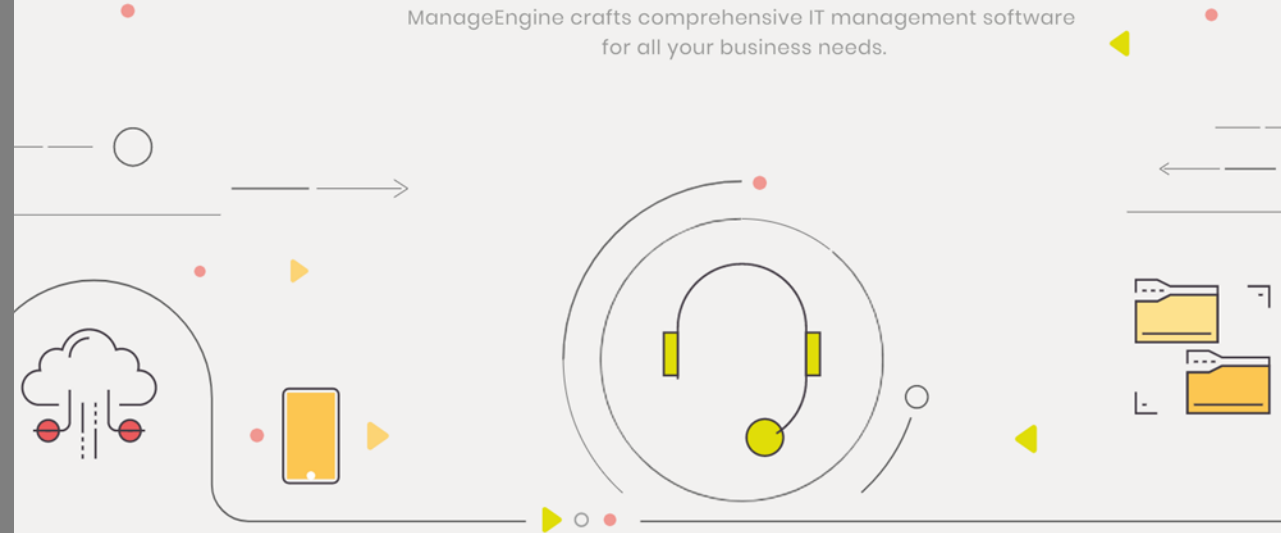 ManageEngine crafts comprehensive IT management software
for all your business needs.